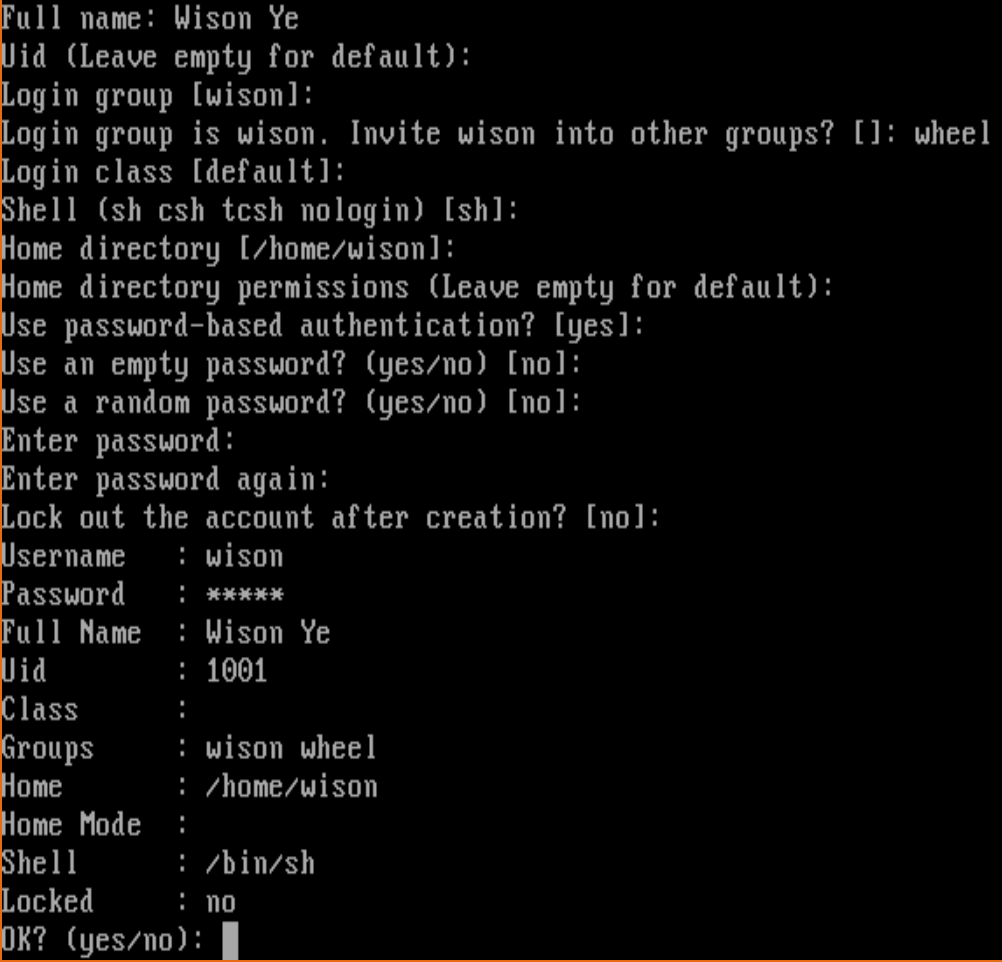 Full name: Wison Ye
Uid (Leave empty for default):
Login group [wison]:
Login group is wison. Invite wison into other groups? []: wheel
Login class [default]:
Shell (sh csh tcsh nologin) [sh]:
Home directory [/home/wison]:
Home directory permissions (Leave empty for default):
Use password-based authentication? [yes]:
Use an empty password? (yes/no) [no]:
Use a random password? (yes/no) [no]:
Enter password:
Enter password again:
Lock out the account after creation? [no]:
Username   : wison
Password   : *****
Full Name  : Wison Ye
Uid        : 1001
Class      :
Groups     : wison wheel
Home       : /home/wison
Home Mode  :
Shell      : /bin/sh
Locked     : no
OK? (yes/no):